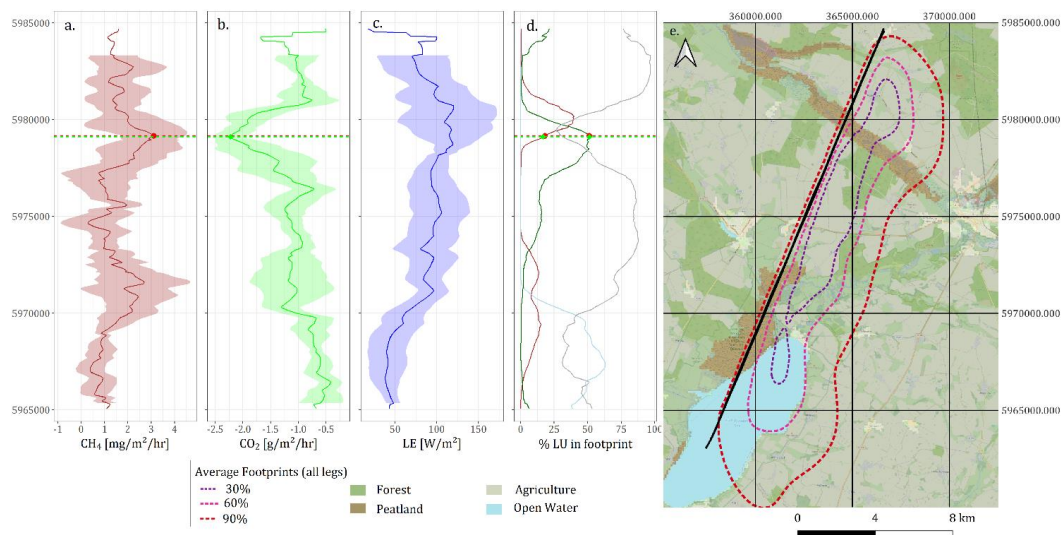 a.
b.
c.
d.
e.
360000.000
365000.000
370000.000
5985000
5980000
5975000
5970000
5965000
5985000.000
5980000.000
5975000.000
5970000.000
5965000.000
-1 0 1 2 3 4
-2.5 -2.0 -1.5 -1.0 -0.5
50 100 150
0 25 50 75 100
CH₄ [mg/m²/hr]
CO₂ [g/m²/hr]
LE [W/m²]
% LU in footprint
Average Footprints (all legs)
30%
60%
90%
Forest
Peatland
Agriculture
Open Water
0 4 8 km